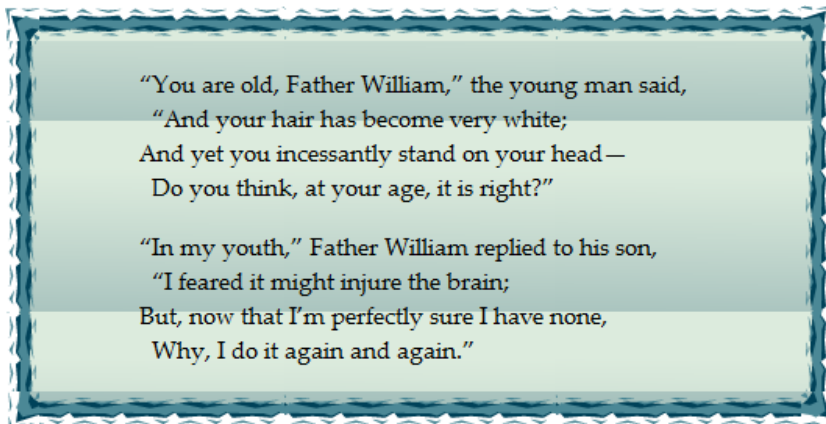 “You are old, Father William,” the young man said,
“And your hair has become very white;
And yet you incessantly stand on your head—
Do you think, at your age, it is right?”
“In my youth,” Father William replied to his son,
“I feared it might injure the brain;
But, now that I’m perfectly sure I have none,
Why, I do it again and again.”